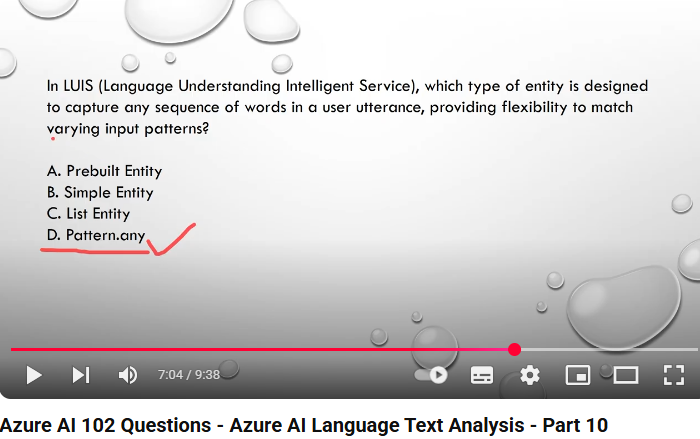 In LUIS (Language Understanding Intelligent Service), which type of entity is designed
to capture any sequence of words in a user utterance, providing flexibility to match
varying input patterns?
A. Prebuilt Entity
B. Simple Entity
C. List Entity
D. Pattern.any
7:04 / 9:38
Azure AI 102 Questions - Azure AI Language Text Analysis - Part 10